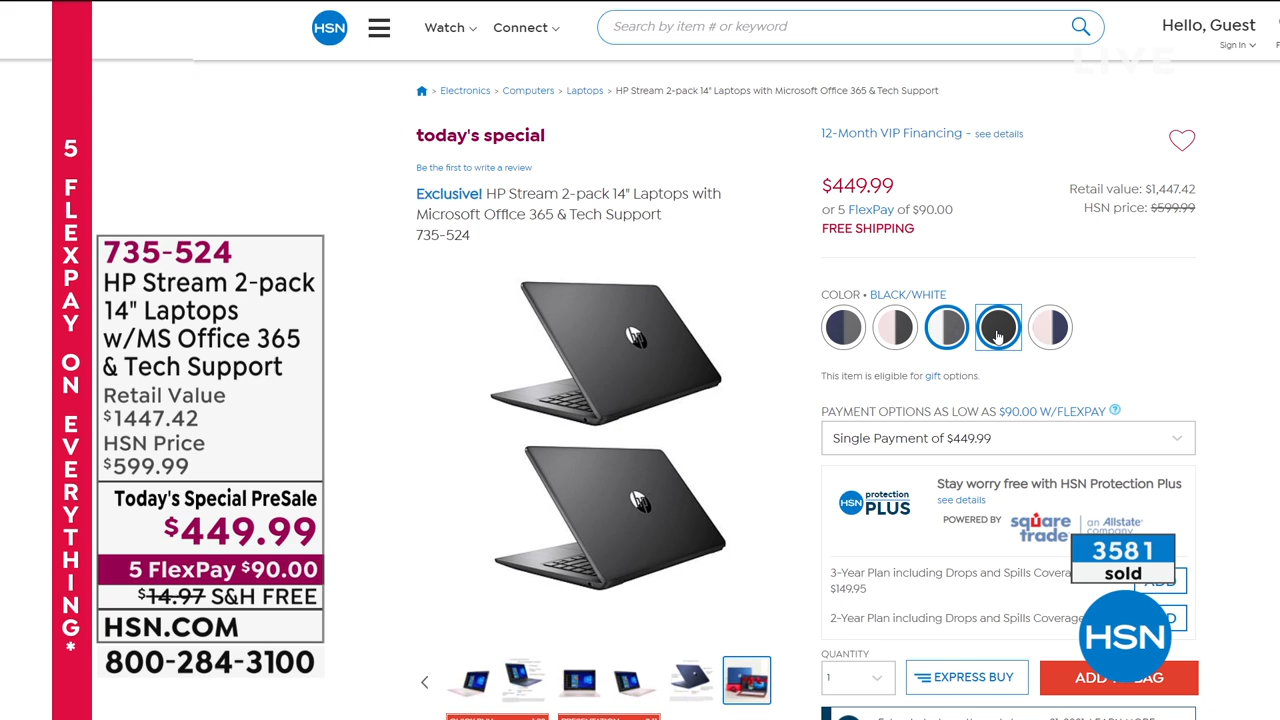 HSN
Watch
Connect
Search by item # or keyword
Hello, Guest
Sign In
LIVE
Electronics > Computers > Laptops > HP Stream 2-pack 14" Laptops with Microsoft Office 365 & Tech Support
today's special
Be the first to write a review
Exclusive! HP Stream 2-pack 14" Laptops with
Microsoft Office 365 & Tech Support
735-524
12-Month VIP Financing - see details
$449.99
Retail value: $1,447.42
or 5 FlexPay of $90.00
HSN price: $599.99
FREE SHIPPING
COLOR • BLACK/WHITE
This item is eligible for gift options.
PAYMENT OPTIONS AS LOW AS $90.00 W/FLEXPAY ?
Single Payment of $449.99
HSN protection PLUS
Stay worry free with HSN Protection Plus
see details
POWERED BY square trade an Allstate company
3-Year Plan including Drops and Spills Covera
$149.95
ADD
2-Year Plan including Drops and Spills Coverage
3581
sold
HSN
QUANTITY
1
EXPRESS BUY
ADD
BAG
5 FLEXPAY ON EVERYTHING*
735-524
HP Stream 2-pack
14" Laptops
w/MS Office 365
& Tech Support
Retail Value
$1447.42
HSN Price
$599.99
Today's Special PreSale
$449.99
5 FlexPay $90.00
$14.97 S&H FREE
HSN.COM
800-284-3100
hp
hp